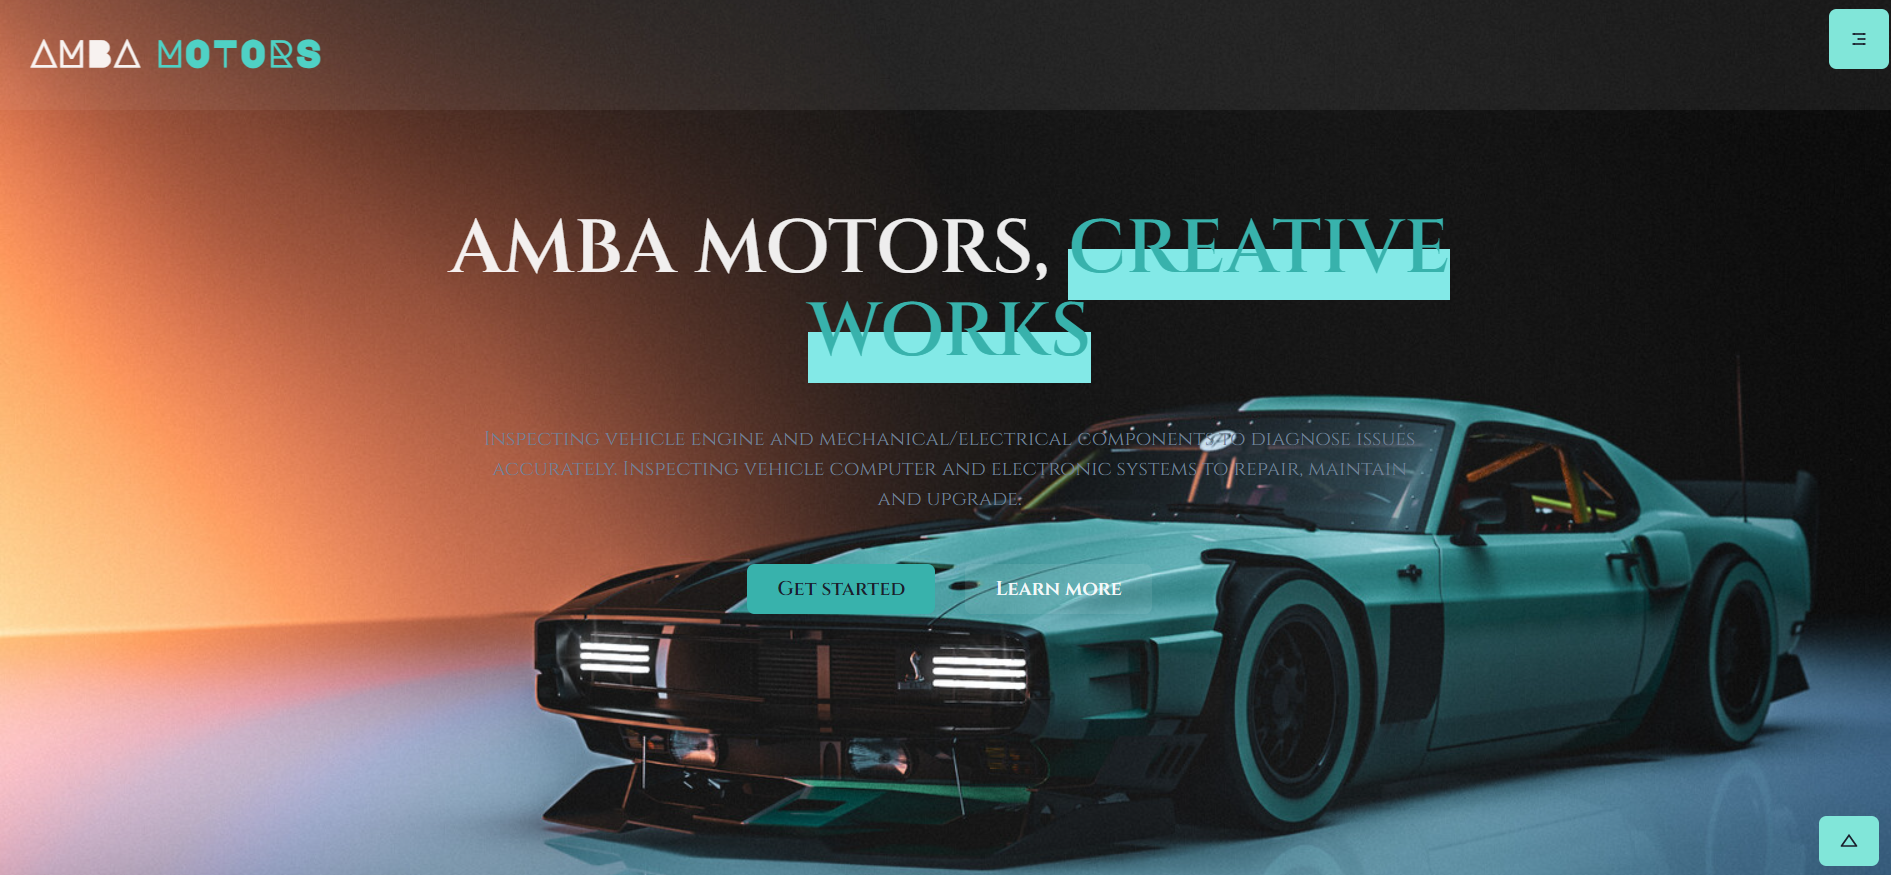 AMBA MOTORS
AMBA MOTORS, CREATIVE
WORKS
Inspecting vehicle engine and mechanical/electrical components to diagnose issues
accurately. Inspecting vehicle computer and electronic systems to repair, maintain
and upgrade.
Get started
Learn more